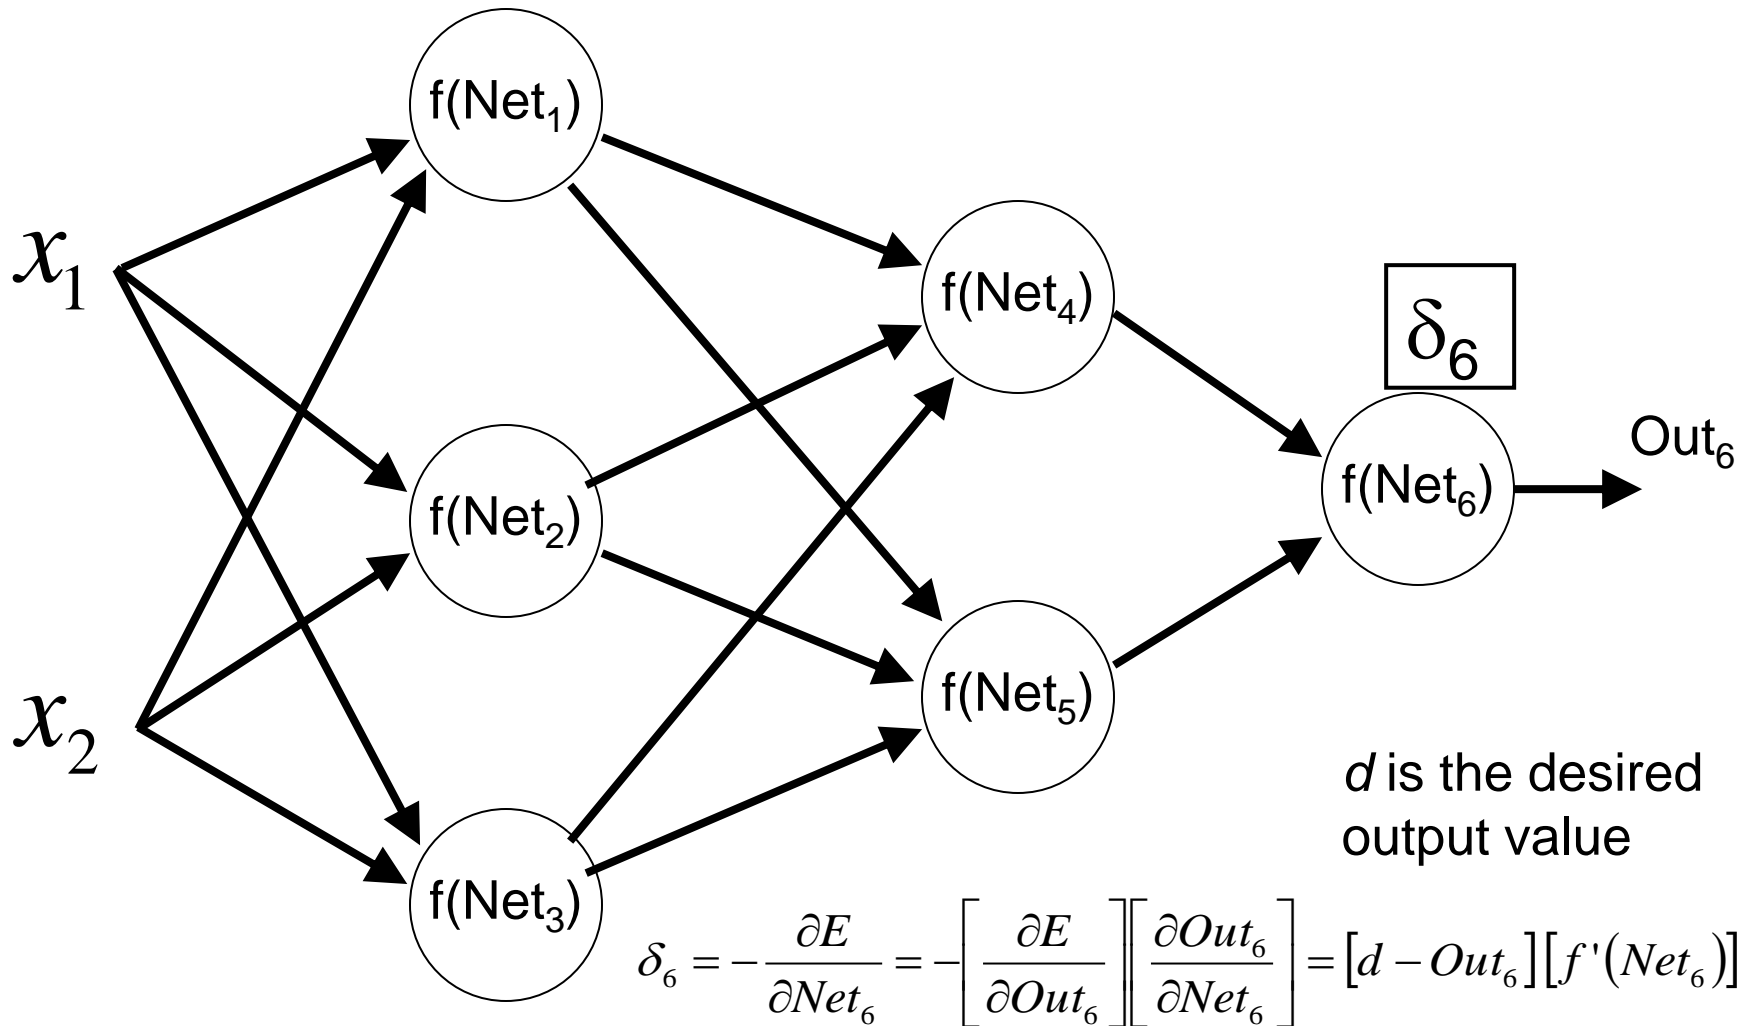 f(Net₁)
x₁
f(Net₄)
δ₆
Out₆
f(Net₆)
f(Net₂)
f(Net₅)
x₂
d is the desired
output value
f(Net₃)
δ₆ = −∂E/∂Net₆ = −[∂E/∂Out₆][∂Out₆/∂Net₆] = [d − Out₆][f'(Net₆)]